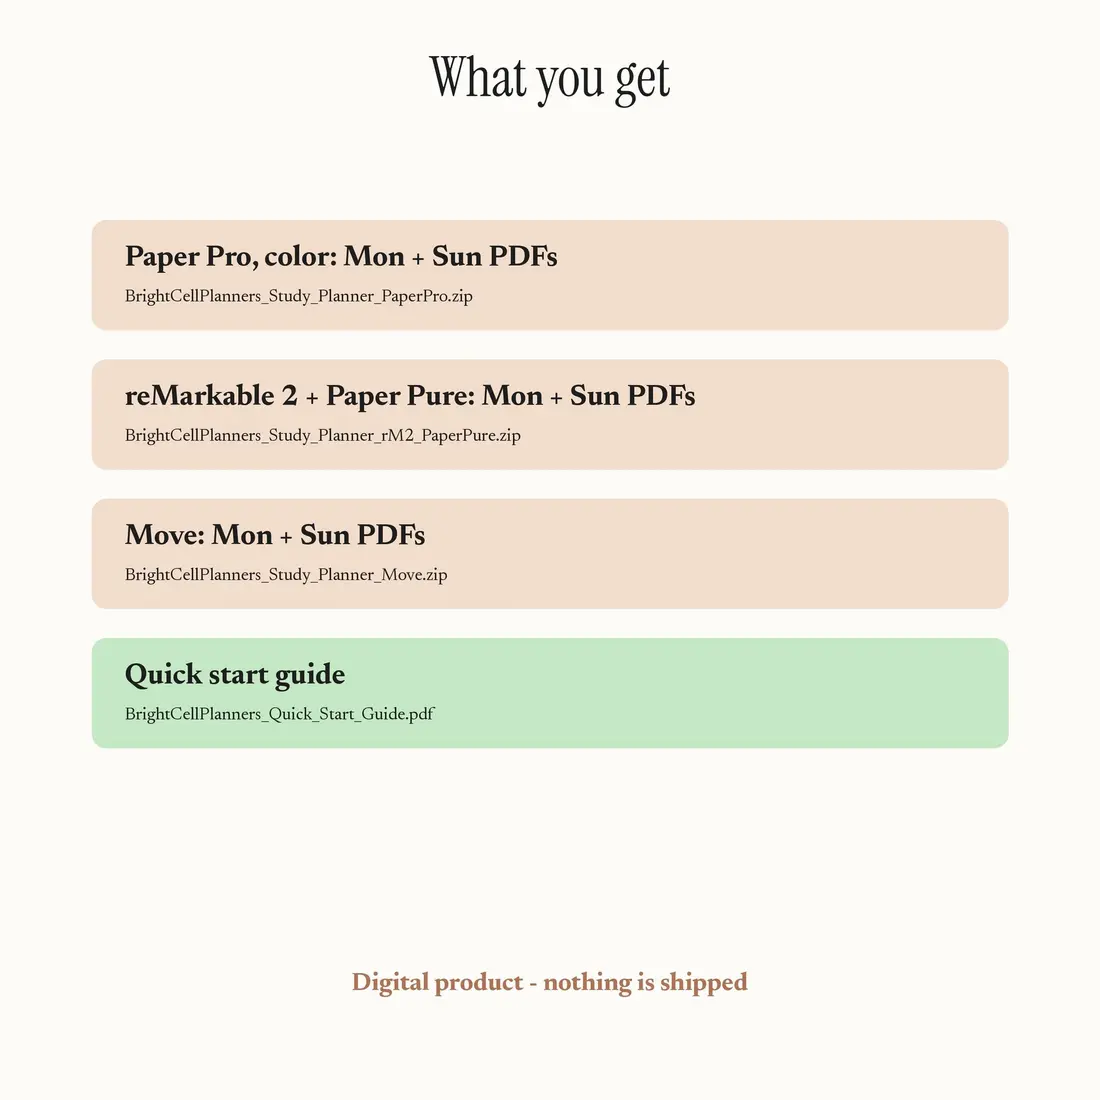 What you get
Paper Pro, color: Mon + Sun PDFs
BrightCellPlanners_Study_Planner_PaperPro.zip
reMarkable 2 + Paper Pure: Mon + Sun PDFs
BrightCellPlanners_Study_Planner_rM2_PaperPure.zip
Move: Mon + Sun PDFs
BrightCellPlanners_Study_Planner_Move.zip
Quick start guide
BrightCellPlanners_Quick_Start_Guide.pdf
Digital product - nothing is shipped